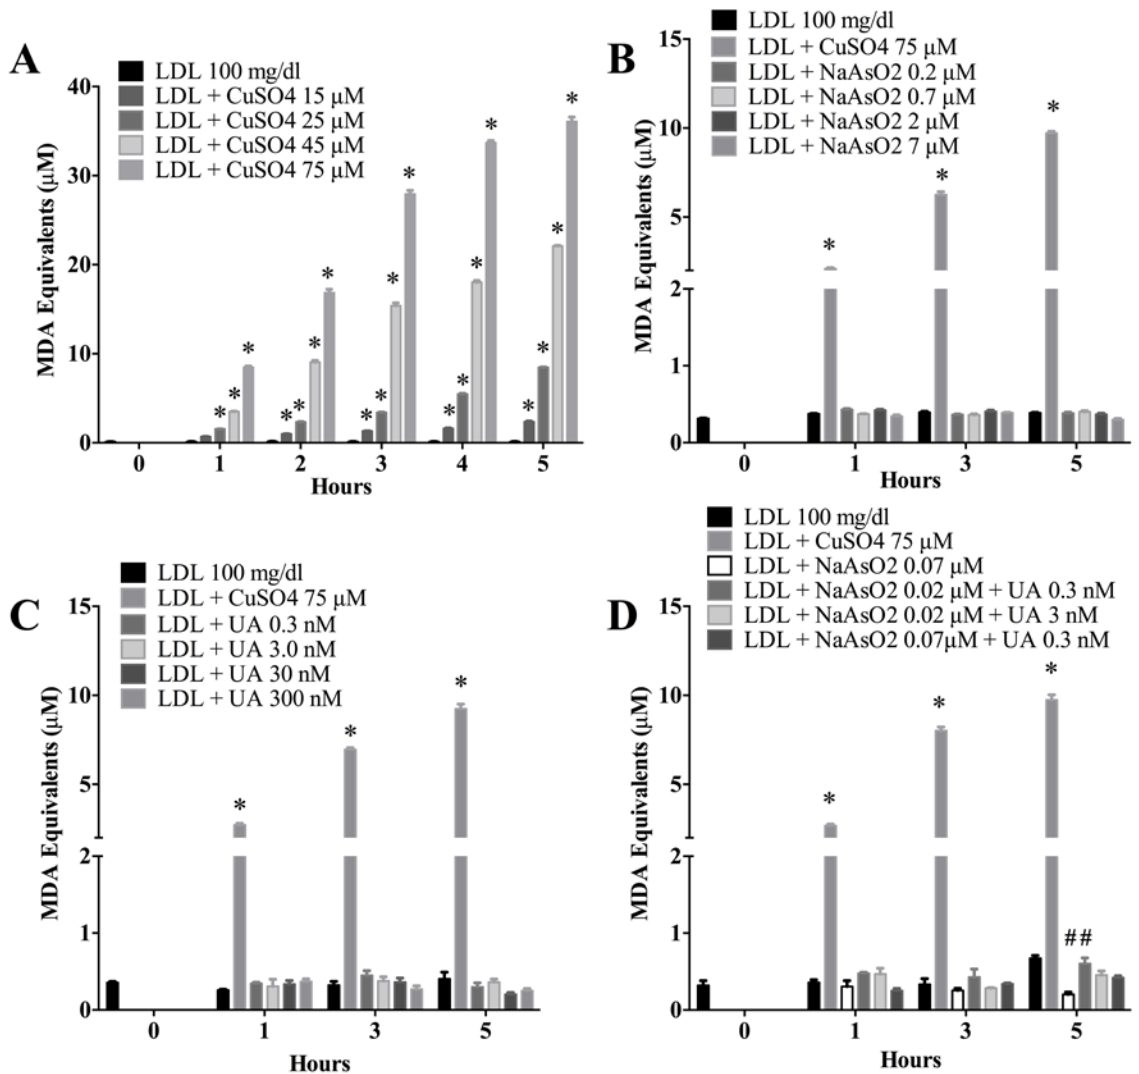 A
LDL 100 mg/dl
LDL + CuSO4 15 μM
LDL + CuSO4 25 μM
LDL + CuSO4 45 μM
LDL + CuSO4 75 μM
MDA Equivalents (μM)
40
30
20
10
0
* * *
* * * *
* * * *
* * * *
* * * *
0 1 2 3 4 5
Hours
B
LDL 100 mg/dl
LDL + CuSO4 75 μM
LDL + NaAsO2 0.2 μM
LDL + NaAsO2 0.7 μM
LDL + NaAsO2 2 μM
LDL + NaAsO2 7 μM
MDA Equivalents (μM)
15
10
5
2
1
0
* * *
0 1 3 5
Hours
C
LDL 100 mg/dl
LDL + CuSO4 75 μM
LDL + UA 0.3 nM
LDL + UA 3.0 nM
LDL + UA 30 nM
LDL + UA 300 nM
MDA Equivalents (μM)
15
10
5
2
1
0
* * *
0 1 3 5
Hours
D
LDL 100 mg/dl
LDL + CuSO4 75 μM
LDL + NaAsO2 0.07 μM
LDL + NaAsO2 0.02 μM + UA 0.3 nM
LDL + NaAsO2 0.02 μM + UA 3 nM
LDL + NaAsO2 0.07μM + UA 0.3 nM
MDA Equivalents (μM)
15
10
5
2
1
0
* * *
##
0 1 3 5
Hours